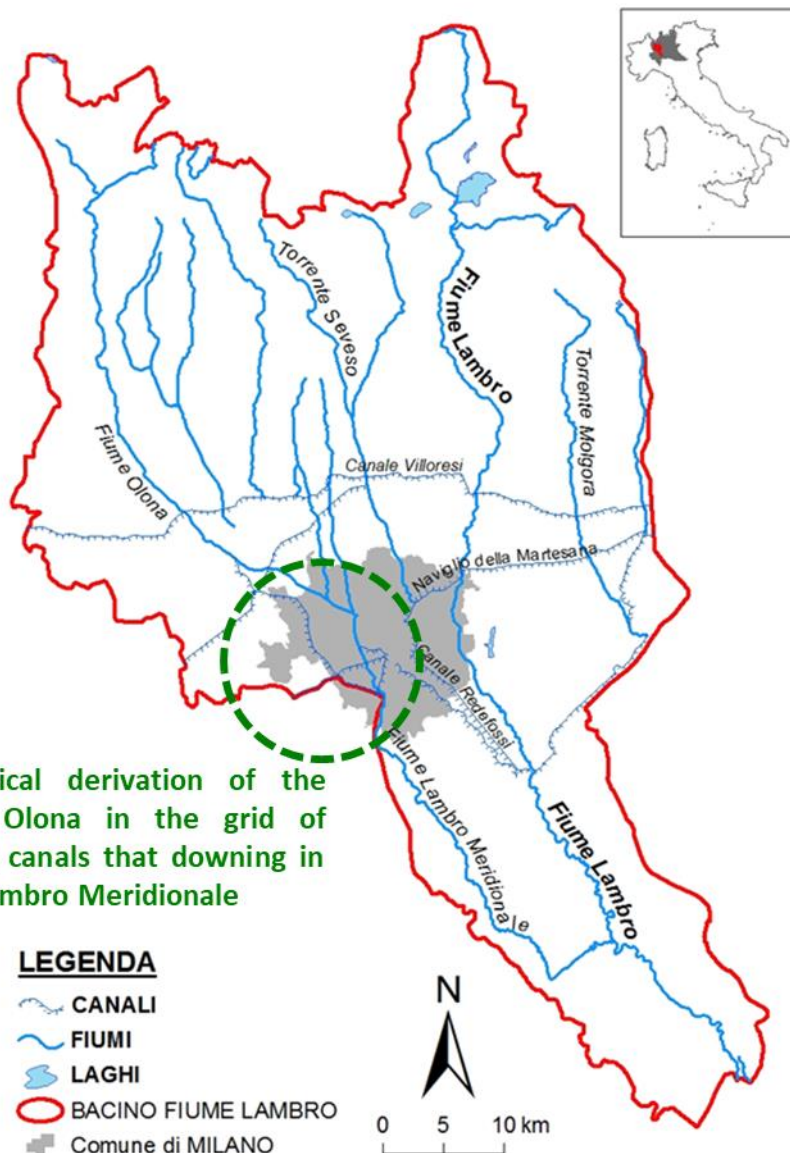 Torrente Seveso
Fiume Lambro
Torrente Molgora
Fiume Olona
Canale Villoresi
Naviglio della Martesana
Canale Redefossi
Fiume Lambro Meridionale
Fiume Lambro
ical derivation of the
Olona in the grid of
canals that downing in
mbro Meridionale
LEGENDA
CANALI
FIUMI
LAGHI
BACINO FIUME LAMBRO
Comune di MILANO
N
0 5 10 km